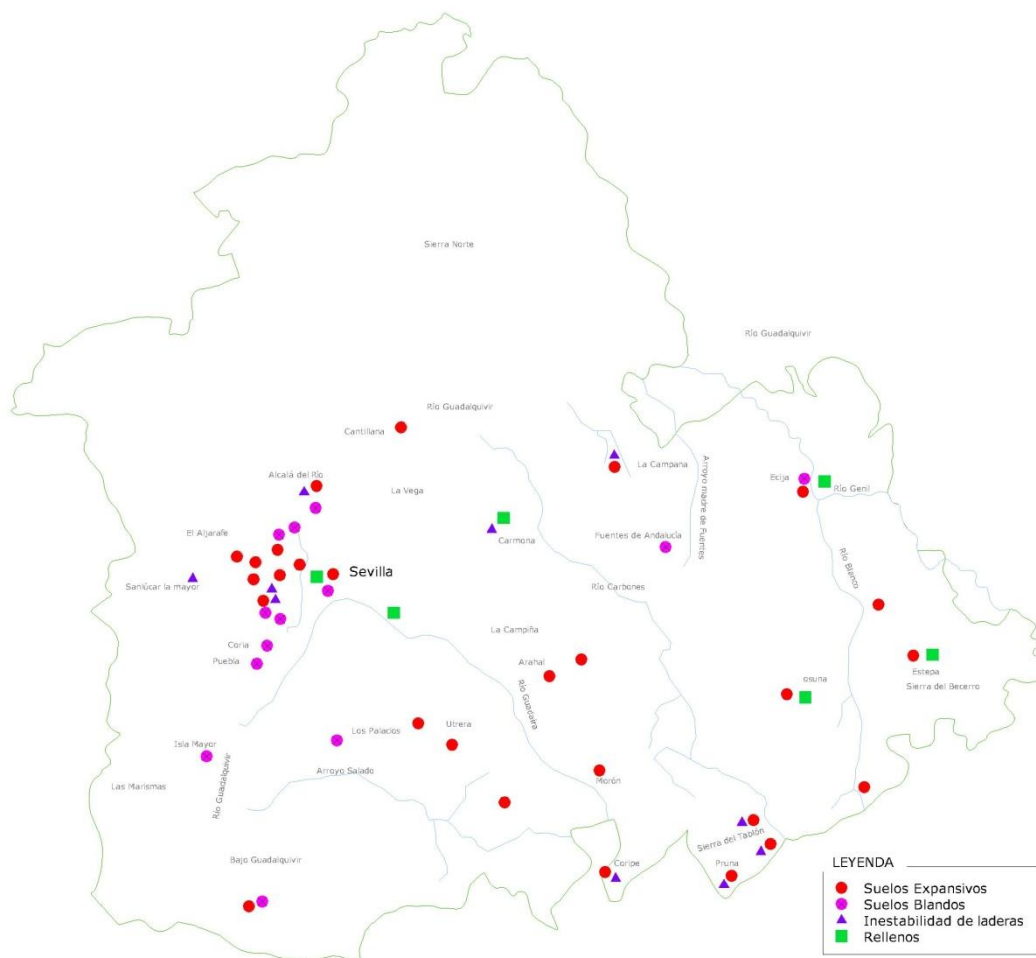 Sierra Norte
Río Guadalquivir
Río Guadalquivir
Cantillana
La Campana
Alcalá del Río
La Vega
Ecija
Río Genil
Arroyo madre de Fuentes
El Aljarafe
Carmona
Fuentes de Andalucía
Sevilla
Río Blanco
Sanlúcar la mayor
Río Carbones
La Campiña
Coria
Puebla
Arahal
Estepa
Sierra del Becerro
osuna
Río Guadaira
Utrera
Los Palacios
Isla Mayor
Arroyo Salado
Morón
Las Marismas
Río Guadalquivir
Sierra del Tablón
Bajo Guadalquivir
Coripe
Pruna
LEYENDA
Suelos Expansivos
Suelos Blandos
Inestabilidad de laderas
Rellenos